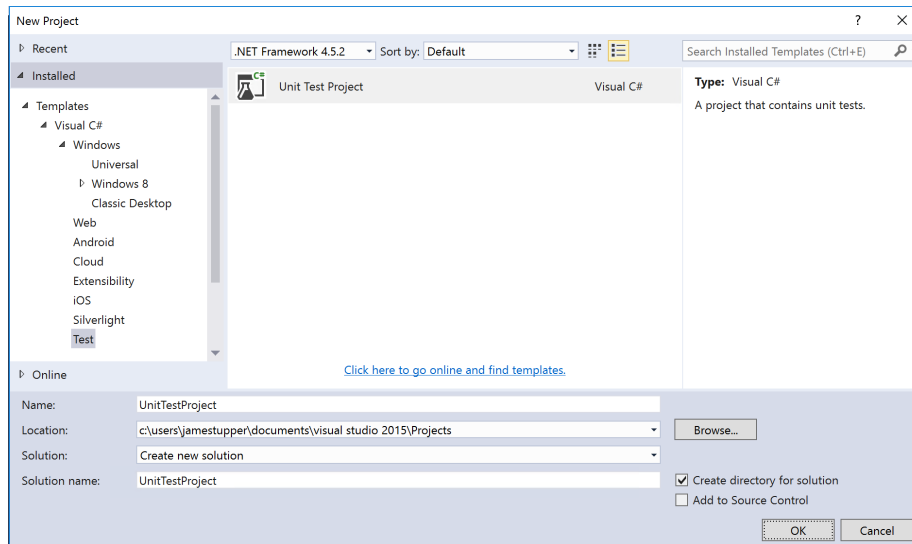 New Project
?
Recent
.NET Framework 4.5.2
Sort by: Default
Search Installed Templates (Ctrl+E)
Installed
Templates
Visual C#
Windows
Universal
Windows 8
Classic Desktop
Web
Android
Cloud
Extensibility
iOS
Silverlight
Test
Online
C#
Unit Test Project
Visual C#
Click here to go online and find templates.
Type: Visual C#
A project that contains unit tests.
Name: UnitTestProject
Location: c:\users\jamestupper\documents\visual studio 2015\Projects
Browse...
Solution: Create new solution
Solution name: UnitTestProject
Create directory for solution
Add to Source Control
OK
Cancel